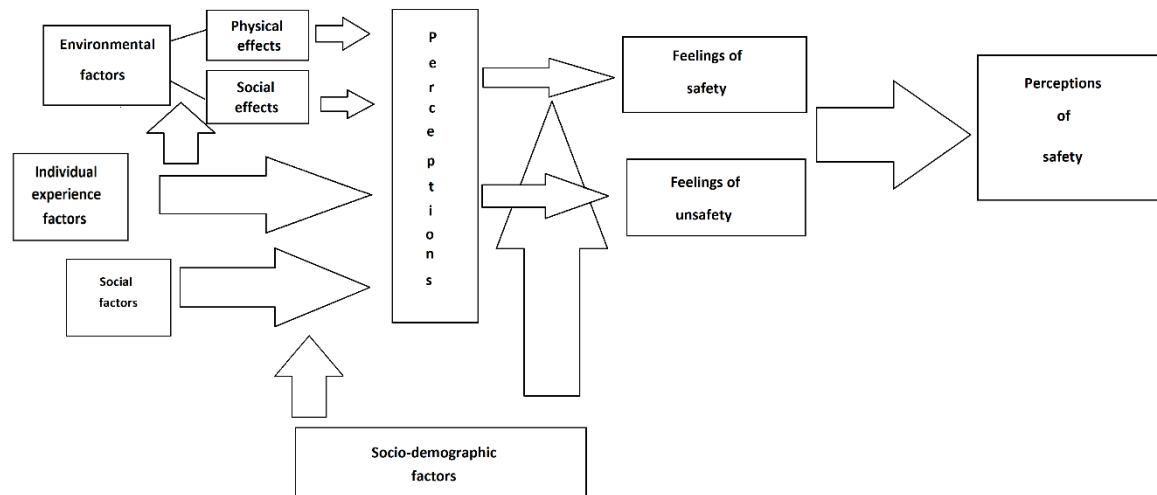 Environmental
factors
Physical
effects
Social
effects
Individual
experience
factors
Social
factors
Perceptions
Feelings of
safety
Feelings of
unsafety
Perceptions
of
safety
Socio-demographic
factors